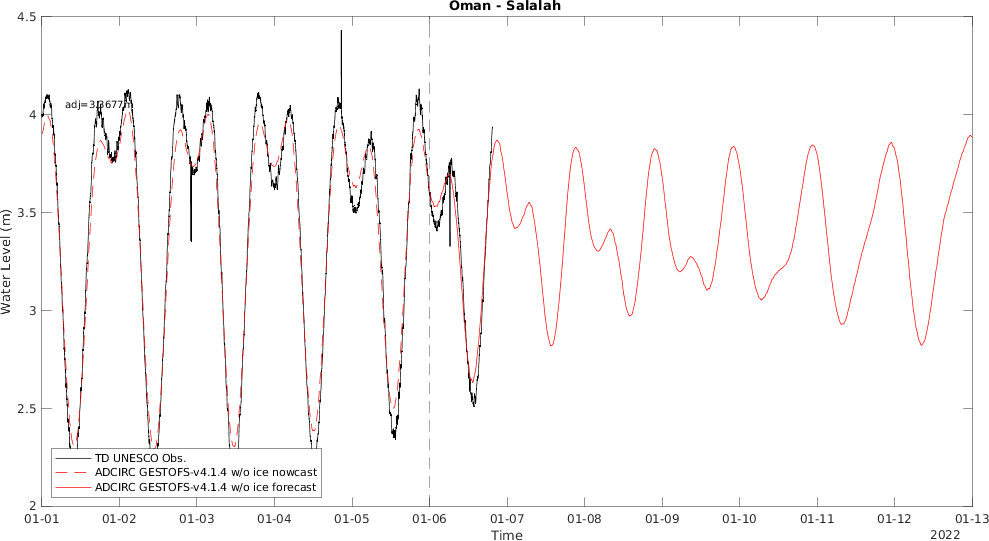 Oman - Salalah
4.5
4
3.5
3
2.5
2
Water Level (m)
adj=3.3677m
TD UNESCO Obs.
ADCIRC GESTOFS-v4.1.4 w/o ice nowcast
ADCIRC GESTOFS-v4.1.4 w/o ice forecast
01-01 01-02 01-03 01-04 01-05 01-06 01-07 01-08 01-09 01-10 01-11 01-12 01-13
Time
2022